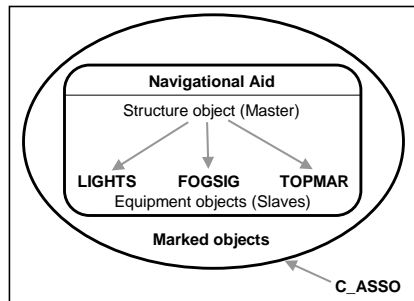 Navigational Aid
Structure object (Master)
LIGHTS FOGSIG TOPMAR
Equipment objects (Slaves)
Marked objects
C_ASSO